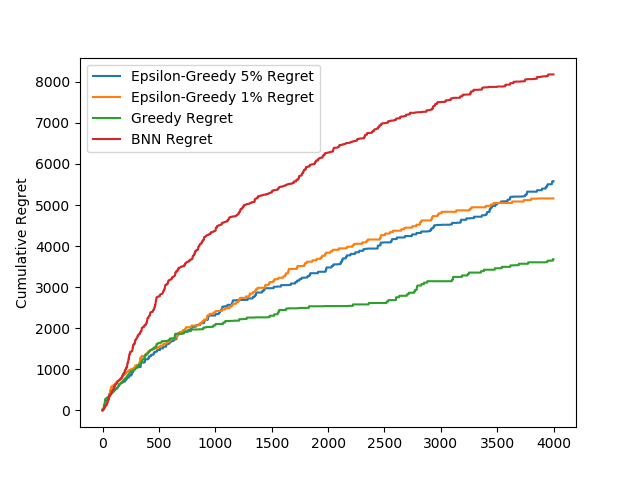 Epsilon-Greedy 5% Regret
Epsilon-Greedy 1% Regret
Greedy Regret
BNN Regret
Cumulative Regret
8000
7000
6000
5000
4000
3000
2000
1000
0
0 500 1000 1500 2000 2500 3000 3500 4000